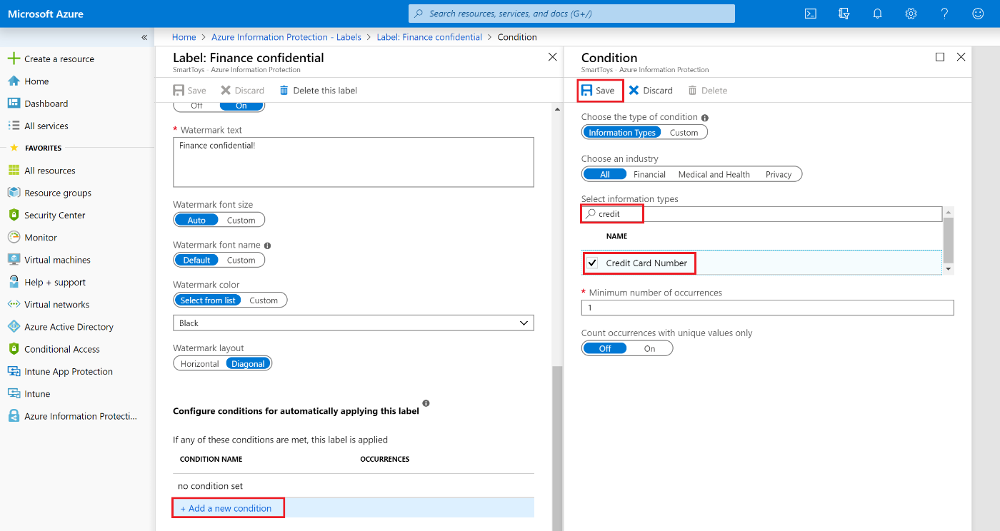 Microsoft Azure
Search resources, services, and docs (G+/)
«
Home > Azure Information Protection - Labels > Label: Finance confidential > Condition
Create a resource
Home
Dashboard
All services
FAVORITES
All resources
Resource groups
Security Center
Monitor
Virtual machines
Help + support
Virtual networks
Azure Active Directory
Conditional Access
Intune App Protection
Intune
Azure Information Protecti...
Label: Finance confidential
SmartToys - Azure Information Protection
Save Discard Delete this label
Off On
* Watermark text
Finance confidential!
Watermark font size
Auto Custom
Watermark font name
Default Custom
Watermark color
Select from list Custom
Black
Watermark layout
Horizontal Diagonal
Configure conditions for automatically applying this label
If any of these conditions are met, this label is applied
CONDITION NAME OCCURRENCES
no condition set
+ Add a new condition
Condition
SmartToys - Azure Information Protection
Save Discard Delete
Choose the type of condition
Information Types Custom
Choose an industry
All Financial Medical and Health Privacy
Select information types
credit
NAME
Credit Card Number
* Minimum number of occurrences
1
Count occurrences with unique values only
Off On